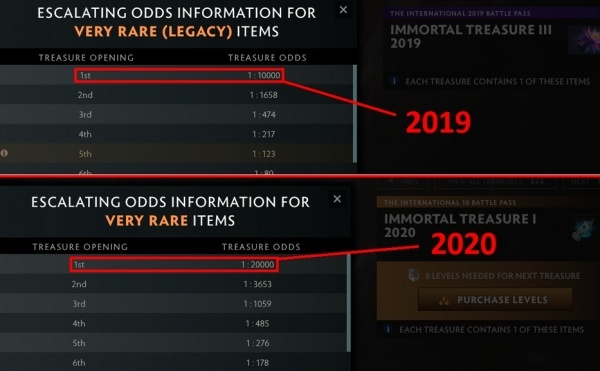 ESCALATING ODDS INFORMATION FOR
VERY RARE (LEGACY) ITEMS
TREASURE OPENING TREASURE ODDS
1st 1 : 10000
2nd 1 : 1658
3rd 1 : 474
4th 1 : 217
5th 1 : 123
6th 1 : 80
THE INTERNATIONAL 2019 BATTLE PASS
IMMORTAL TREASURE III
2019
EACH TREASURE CONTAINS 1 OF THESE ITEMS
2019
ESCALATING ODDS INFORMATION FOR
VERY RARE ITEMS
TREASURE OPENING TREASURE ODDS
1st 1 : 20000
2nd 1 : 3653
3rd 1 : 1059
4th 1 : 485
5th 1 : 276
6th 1 : 178
THE INTERNATIONAL 10 BATTLE PASS
IMMORTAL TREASURE I
2020
2020
8 LEVELS NEEDED FOR NEXT TREASURE
PURCHASE LEVELS
EACH TREASURE CONTAINS 1 OF THESE ITEMS